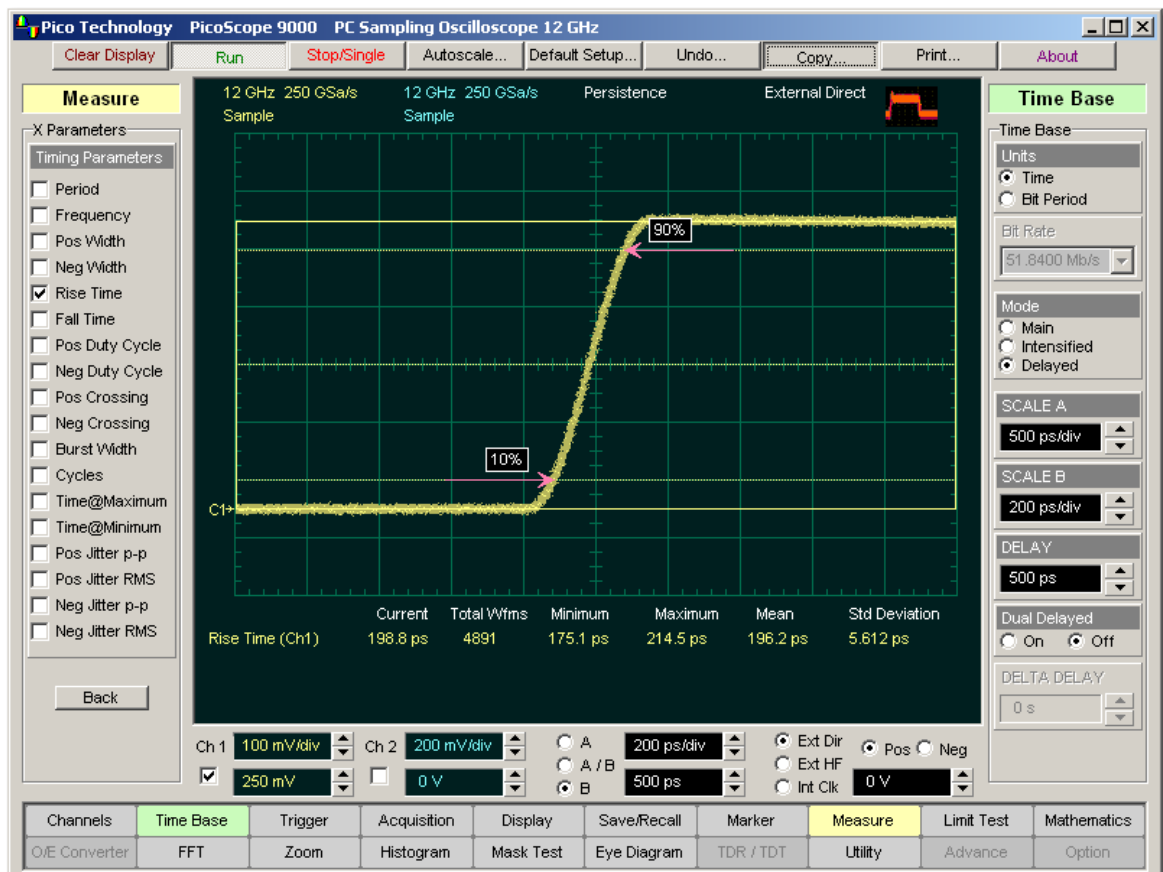 Pico Technology PicoScope 9000 PC Sampling Oscilloscope 12 GHz
Clear Display Run Stop/Single Autoscale... Default Setup... Undo... Copy... Print... About
Measure
X Parameters
Timing Parameters
Period
Frequency
Pos Width
Neg Width
Rise Time
Fall Time
Pos Duty Cycle
Neg Duty Cycle
Pos Crossing
Neg Crossing
Burst Width
Cycles
Time@Maximum
Time@Minimum
Pos Jitter p-p
Pos Jitter RMS
Neg Jitter p-p
Neg Jitter RMS
Back
12 GHz 250 GSa/s 12 GHz 250 GSa/s Persistence External Direct
Sample Sample
90%
10%
C1
Current Total Wfms Minimum Maximum Mean Std Deviation
Rise Time (Ch1) 198.8 ps 4891 175.1 ps 214.5 ps 196.2 ps 5.612 ps
Time Base
Time Base
Units
Time
Bit Period
Bit Rate
51.8400 Mb/s
Mode
Main
Intensified
Delayed
SCALE A
500 ps/div
SCALE B
200 ps/div
DELAY
500 ps
Dual Delayed
On Off
DELTA DELAY
0 s
Ch 1 100 mV/div Ch 2 200 mV/div A 200 ps/div Ext Dir Pos Neg
A / B Ext HF
250 mV 0 V B 500 ps Int Clk 0 V
Channels Time Base Trigger Acquisition Display Save/Recall Marker Measure Limit Test Mathematics
O/E Converter FFT Zoom Histogram Mask Test Eye Diagram TDR / TDT Utility Advance Option